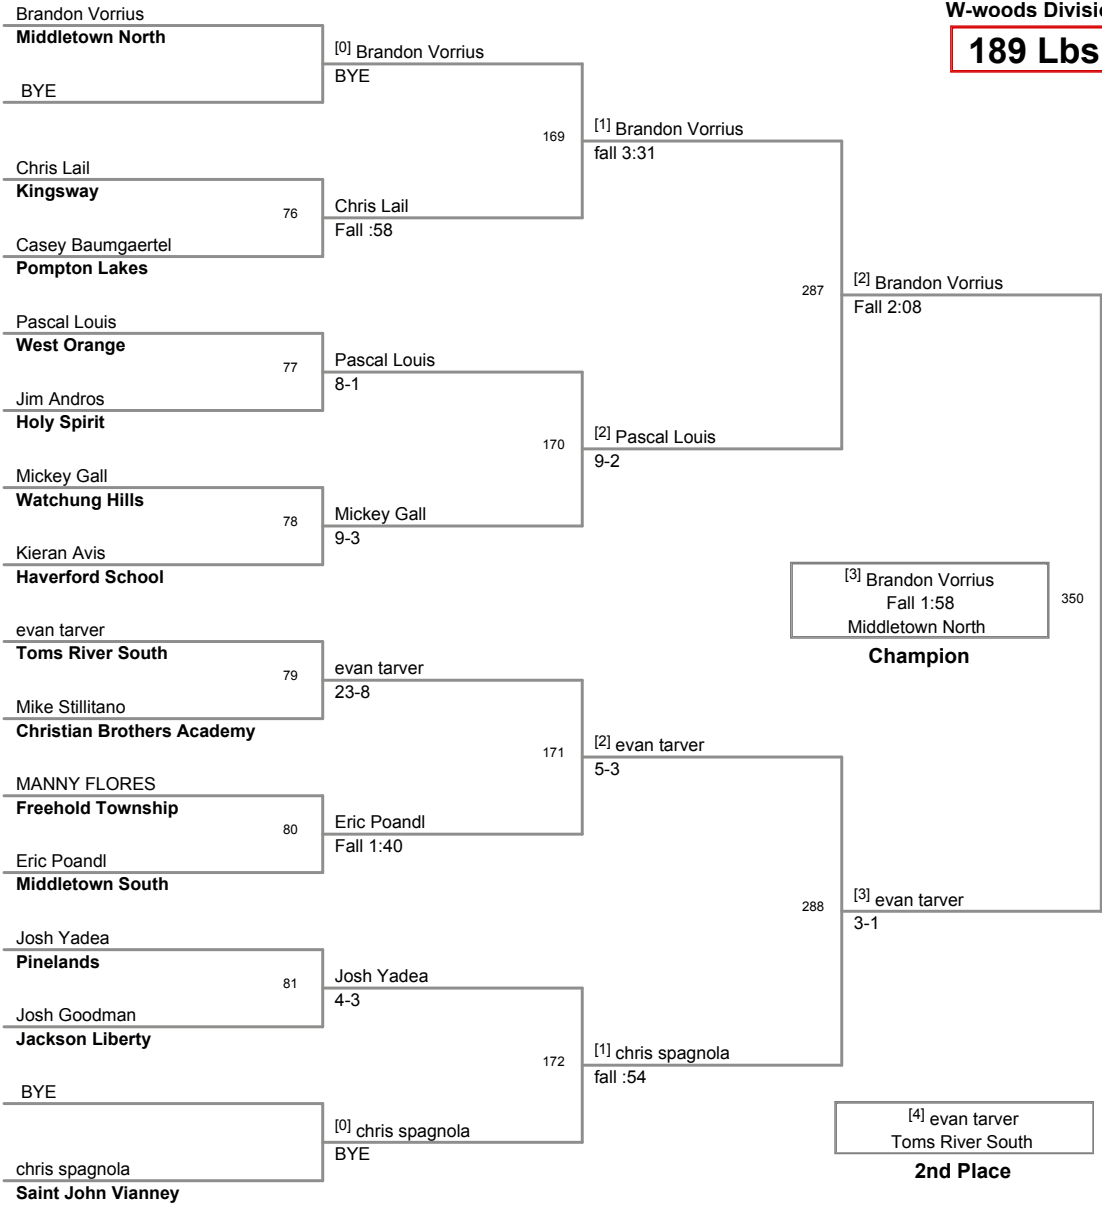 Brandon Vorrius
Middletown North
BYE
Chris Lail
Kingsway
76
Casey Baumgaertel
Pompton Lakes
Pascal Louis
West Orange
77
Jim Andros
Holy Spirit
Mickey Gall
Watchung Hills
78
Kieran Avis
Haverford School
evan tarver
Toms River South
79
Mike Stillitano
Christian Brothers Academy
MANNY FLORES
Freehold Township
80
Eric Poandl
Middletown South
Josh Yadea
Pinelands
81
Josh Goodman
Jackson Liberty
BYE
chris spagnola
Saint John Vianney
[0] Brandon Vorrius
BYE
169
Chris Lail
Fall :58
Pascal Louis
8-1
170
Mickey Gall
9-3
evan tarver
23-8
171
Eric Poandl
Fall 1:40
Josh Yadea
4-3
172
[0] chris spagnola
BYE
[1] Brandon Vorrius
fall 3:31
287
[2] Pascal Louis
9-2
[2] evan tarver
5-3
288
[1] chris spagnola
fall :54
W-woods Divisi
189 Lbs
[2] Brandon Vorrius
Fall 2:08
[3] Brandon Vorrius
Fall 1:58
Middletown North
350
Champion
[3] evan tarver
3-1
[4] evan tarver
Toms River South
2nd Place